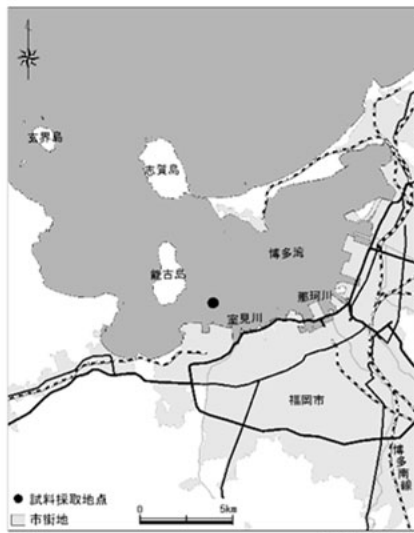 玄界島
志賀島
能古島
博多湾
那珂川
室見川
福岡市
博多南線
試料採取地点
市街地
5km
0